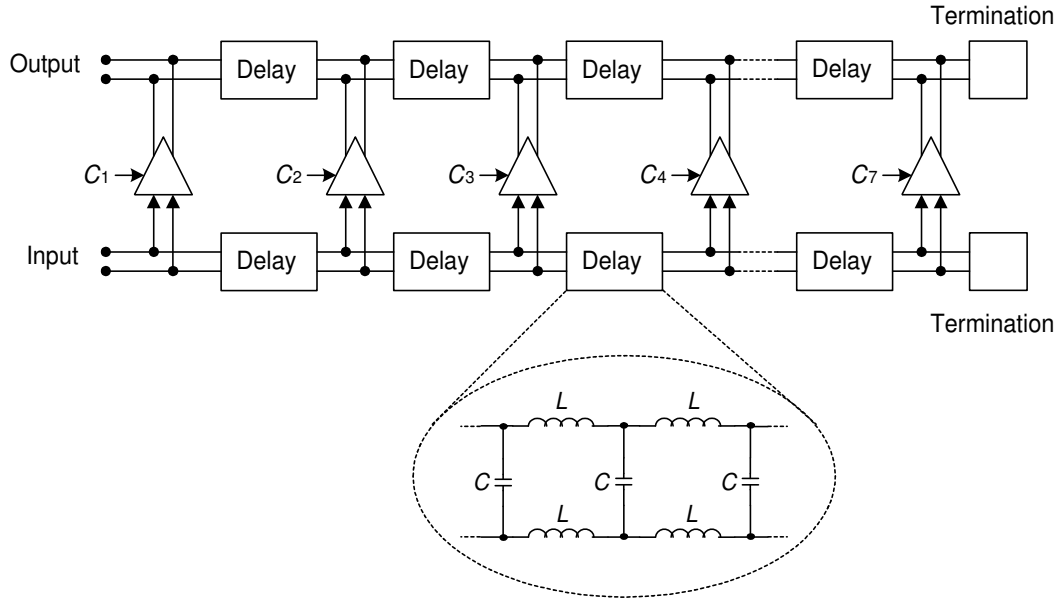 Termination
Output
Delay
Delay
Delay
Delay
C1
C2
C3
C4
C7
Input
Delay
Delay
Delay
Delay
Termination
L
L
C
C
C
L
L